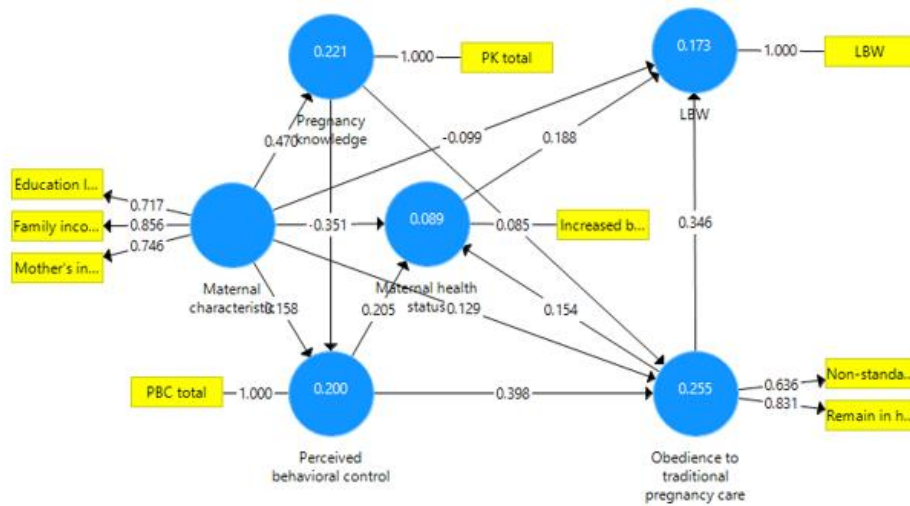 0.221
1.000
PK total
0.173
1.000
LBW
Pregnancy
knowledge
LBW
0.470
-0.099
0.188
Education l...
0.717
Family inco...
0.856
Mother's in...
0.746
-0.351
0.089
0.085
Increased b...
0.346
Maternal
characteristic
Maternal health
status
0.158
0.205
0.129
0.154
PBC total
1.000
0.200
0.398
0.255
0.636
Non-standa...
0.831
Remain in h...
Perceived
behavioral control
Obedience to
traditional
pregnancy care